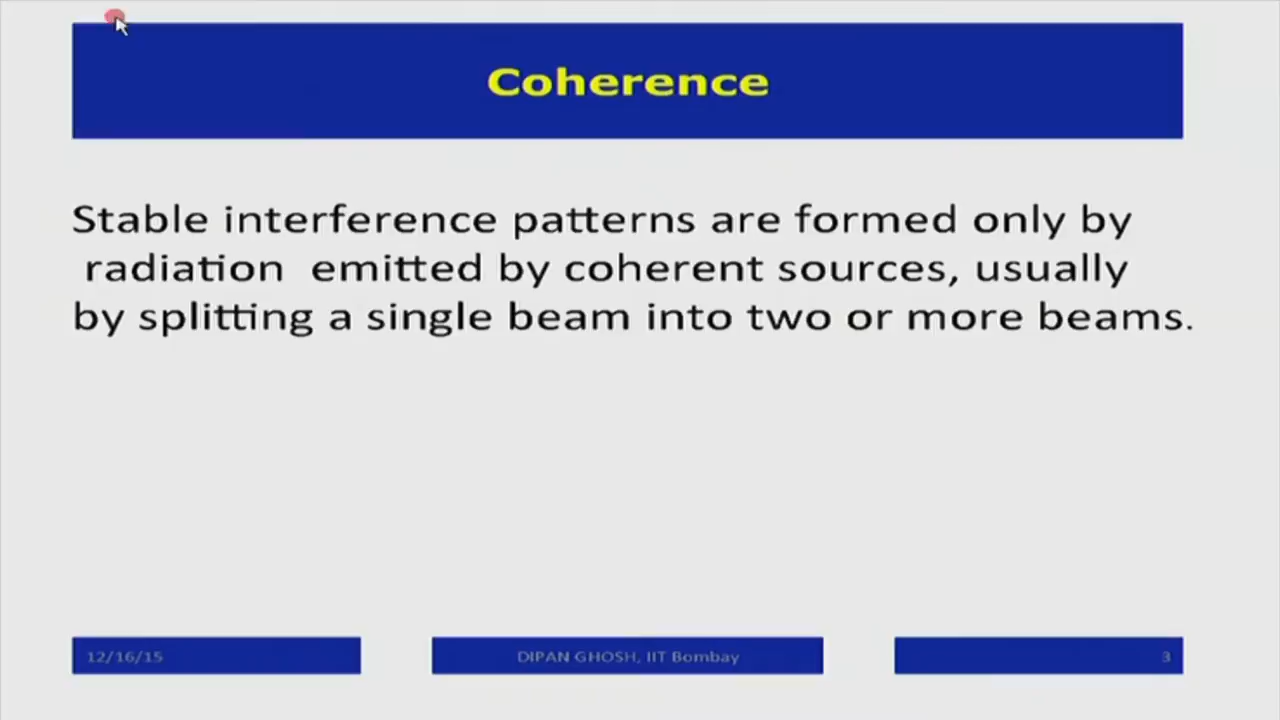 Coherence
Stable interference patterns are formed only by
radiation emitted by coherent sources, usually
by splitting a single beam into two or more beams.
12/16/15
DIPAN GHOSH, IIT Bombay
3